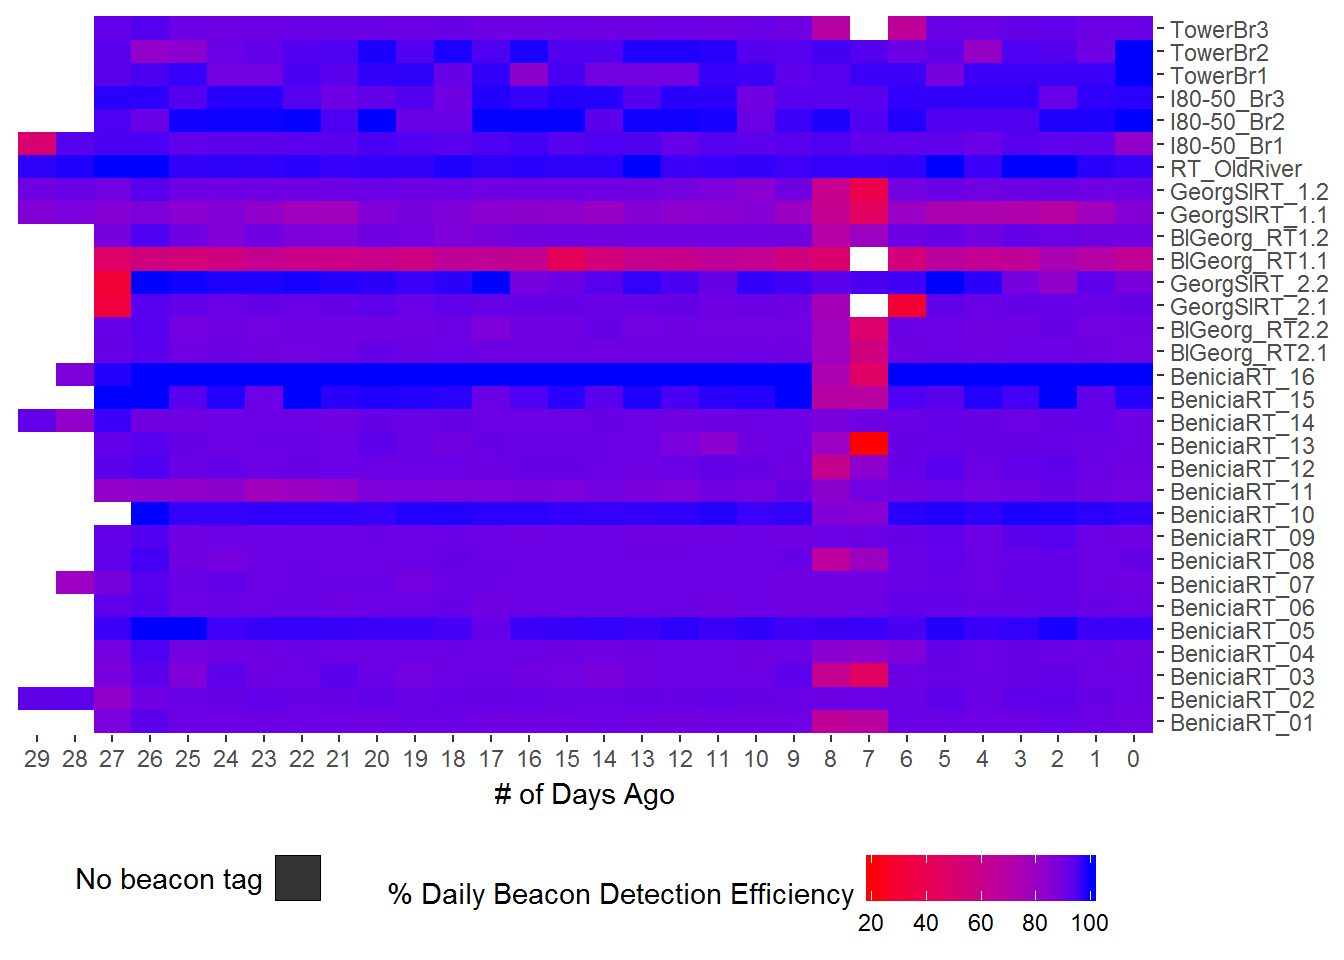 TowerBr3
TowerBr2
TowerBr1
I80-50_Br3
I80-50_Br2
I80-50_Br1
RT_OldRiver
GeorgSlRT_1.2
GeorgSlRT_1.1
BlGeorg_RT1.2
BlGeorg_RT1.1
GeorgSlRT_2.2
GeorgSlRT_2.1
BlGeorg_RT2.2
BlGeorg_RT2.1
BeniciaRT_16
BeniciaRT_15
BeniciaRT_14
BeniciaRT_13
BeniciaRT_12
BeniciaRT_11
BeniciaRT_10
BeniciaRT_09
BeniciaRT_08
BeniciaRT_07
BeniciaRT_06
BeniciaRT_05
BeniciaRT_04
BeniciaRT_03
BeniciaRT_02
BeniciaRT_01
29 28 27 26 25 24 23 22 21 20 19 18 17 16 15 14 13 12 11 10 9 8 7 6 5 4 3 2 1 0
# of Days Ago
No beacon tag
% Daily Beacon Detection Efficiency
20 40 60 80 100